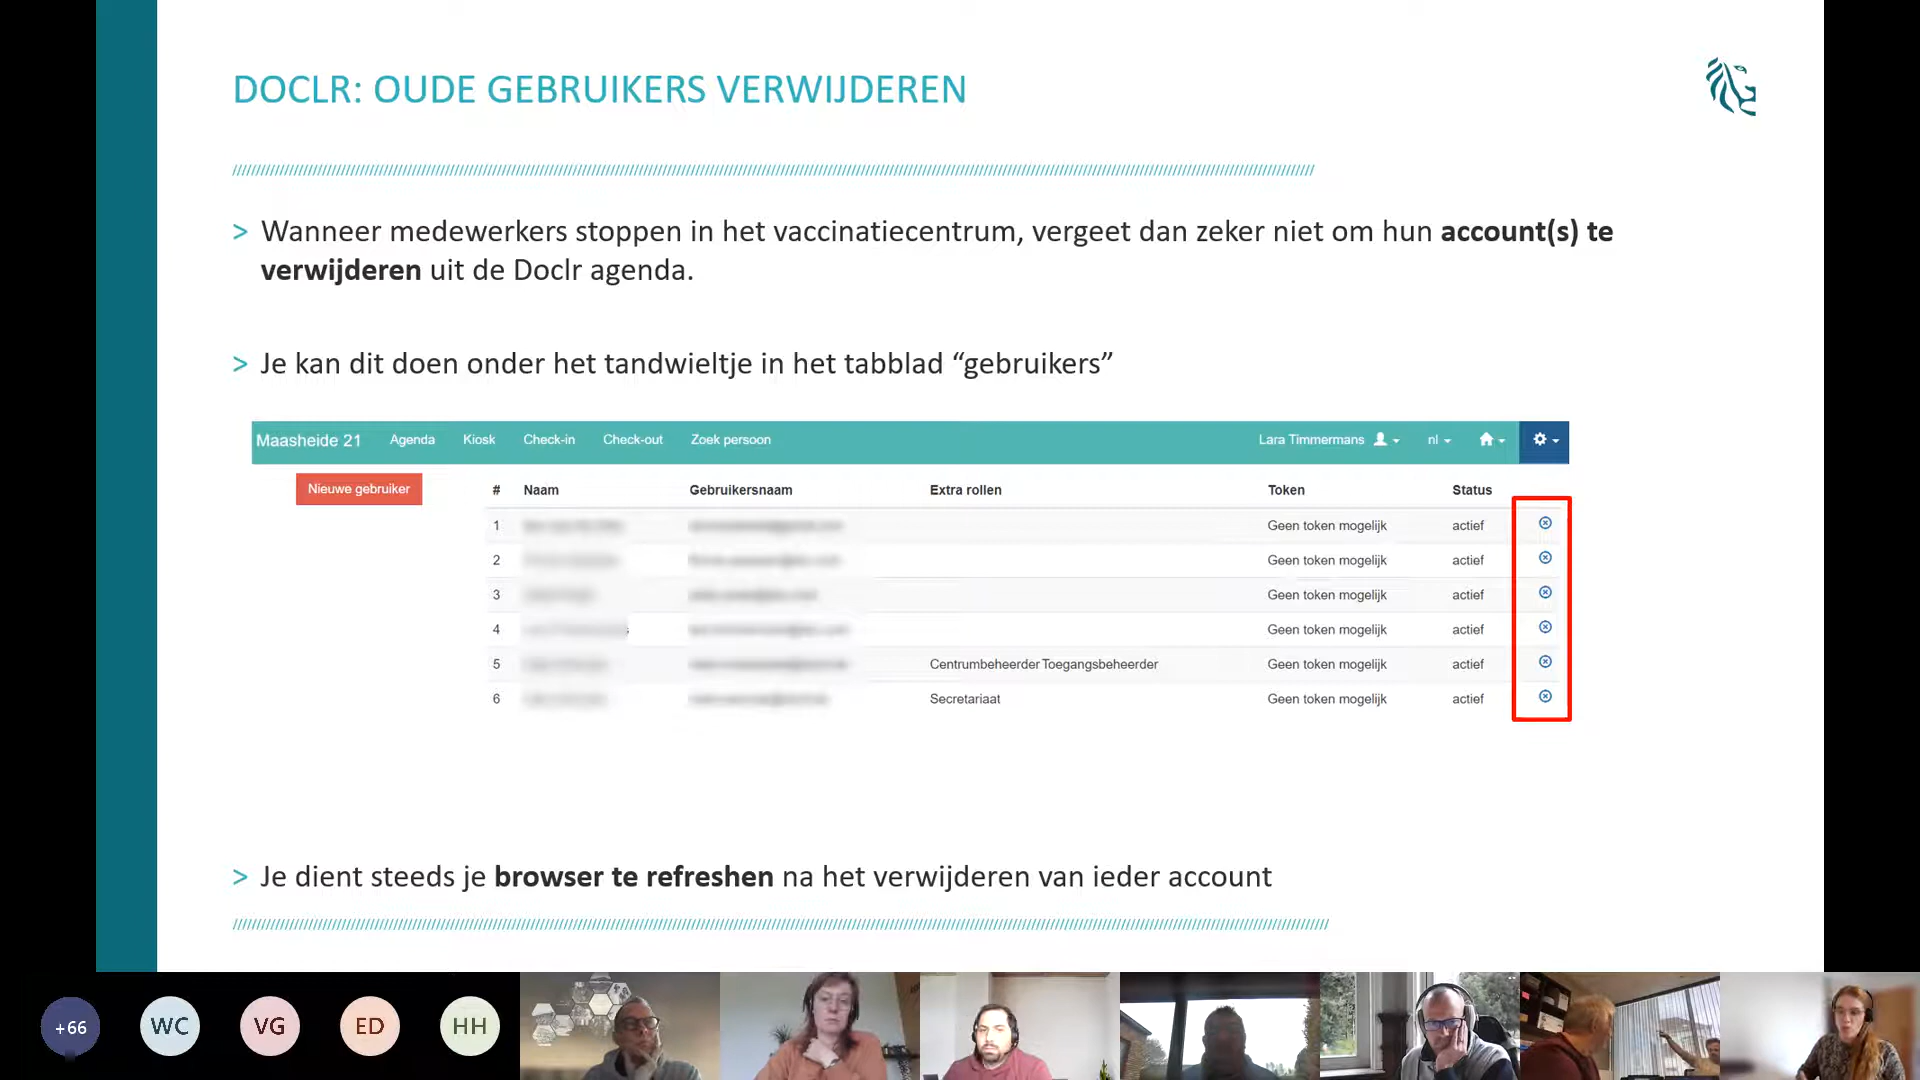 DOCLR: OUDE GEBRUIKERS VERWIJDEREN
> Wanneer medewerkers stoppen in het vaccinatiecentrum, vergeet dan zeker niet om hun account(s) te
verwijderen uit de Doclr agenda.
> Je kan dit doen onder het tandwieltje in het tabblad “gebruikers”
Maasheide 21 Agenda Kiosk Check-in Check-out Zoek persoon Lara Timmermans nl
Nieuwe gebruiker
# Naam Gebruikersnaam Extra rollen Token Status
1 Geen token mogelijk actief
2 Geen token mogelijk actief
3 Geen token mogelijk actief
4 Geen token mogelijk actief
5 Centrumbeheerder Toegangsbeheerder Geen token mogelijk actief
6 Secretariaat Geen token mogelijk actief
> Je dient steeds je browser te refreshen na het verwijderen van ieder account
+66 WC VG ED HH